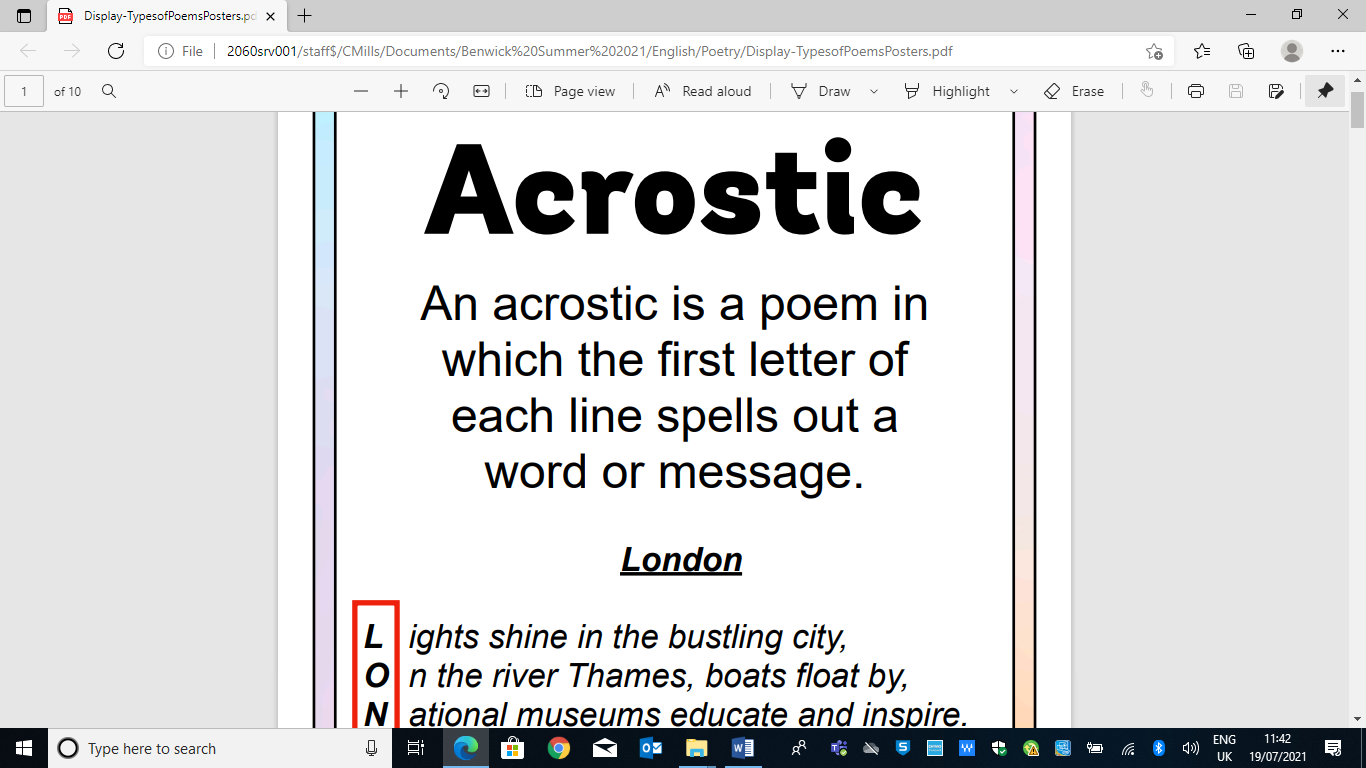 Display-TypesofPoemsPosters.pd
File 2060srv001/staff$/CMills/Documents/Benwick%20Summer%202021/English/Poetry/Display-TypesofPoemsPosters.pdf
1 of 10 Page view Read aloud Draw Highlight Erase
Acrostic
An acrostic is a poem in
which the first letter of
each line spells out a
word or message.
London
L ights shine in the bustling city,
O n the river Thames, boats float by,
N ational museums educate and inspire.
Type here to search
ENG
UK
11:42
19/07/2021